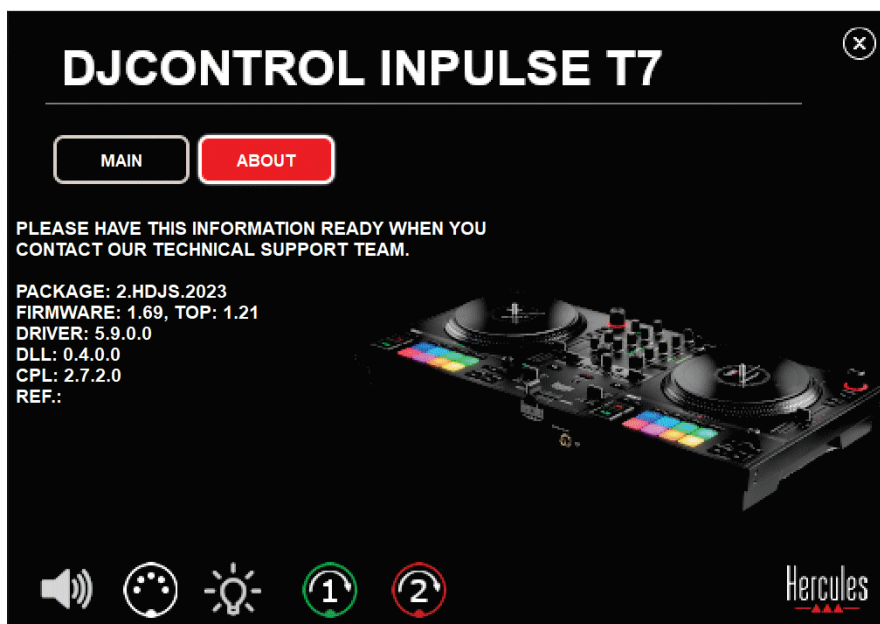 DJCONTROL INPULSE T7
MAIN
ABOUT
PLEASE HAVE THIS INFORMATION READY WHEN YOU
CONTACT OUR TECHNICAL SUPPORT TEAM.
PACKAGE: 2.HDJS.2023
FIRMWARE: 1.69, TOP: 1.21
DRIVER: 5.9.0.0
DLL: 0.4.0.0
CPL: 2.7.2.0
REF.:
1
2
Hercules